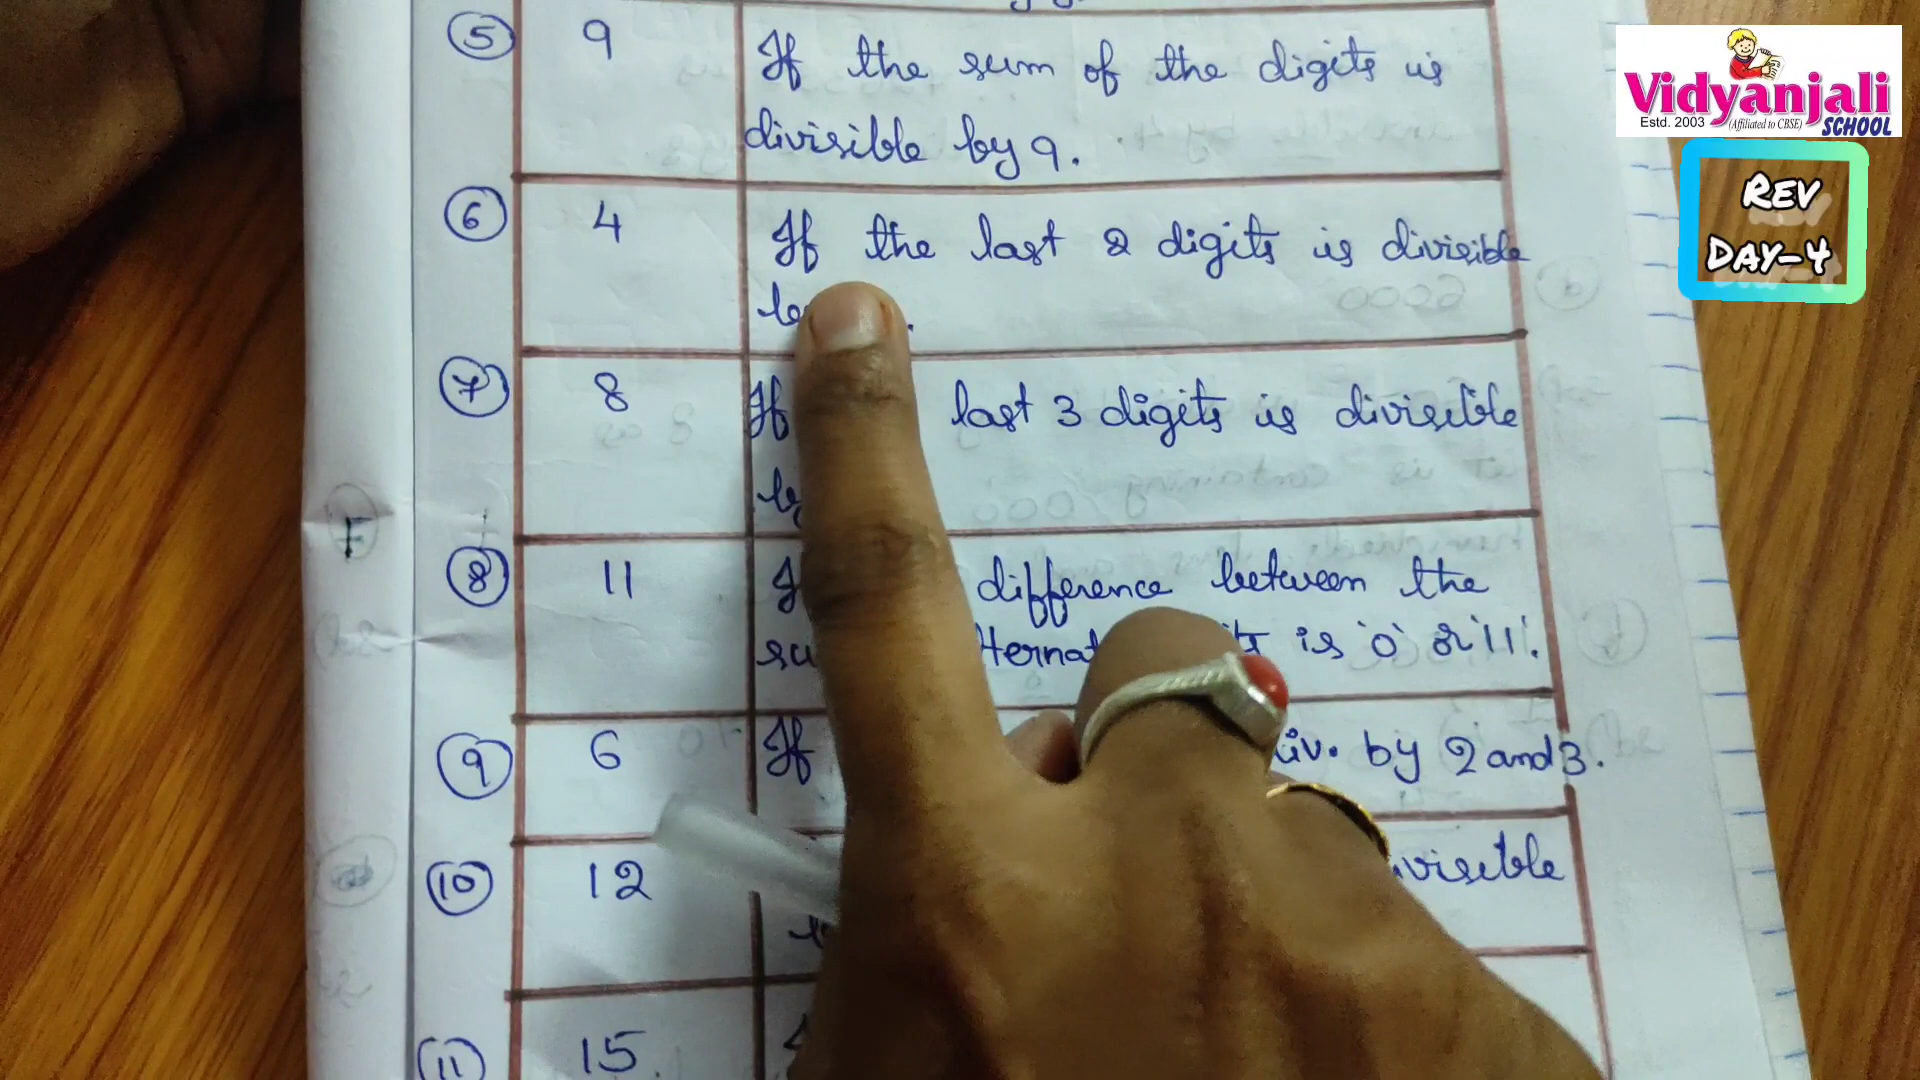 5 9 If the sum of the digits is
divisible by 9.
6 4 If the last 2 digits is divisible
7 8 If last 3 digits is divisible
by
8 11 difference between the
is '0' or '11'.
9 6 If div. by 2 and 3.
10 12 divisible
11 15
Vidyanjali
Estd. 2003 (Affiliated to CBSE) SCHOOL
REV
DAY-4